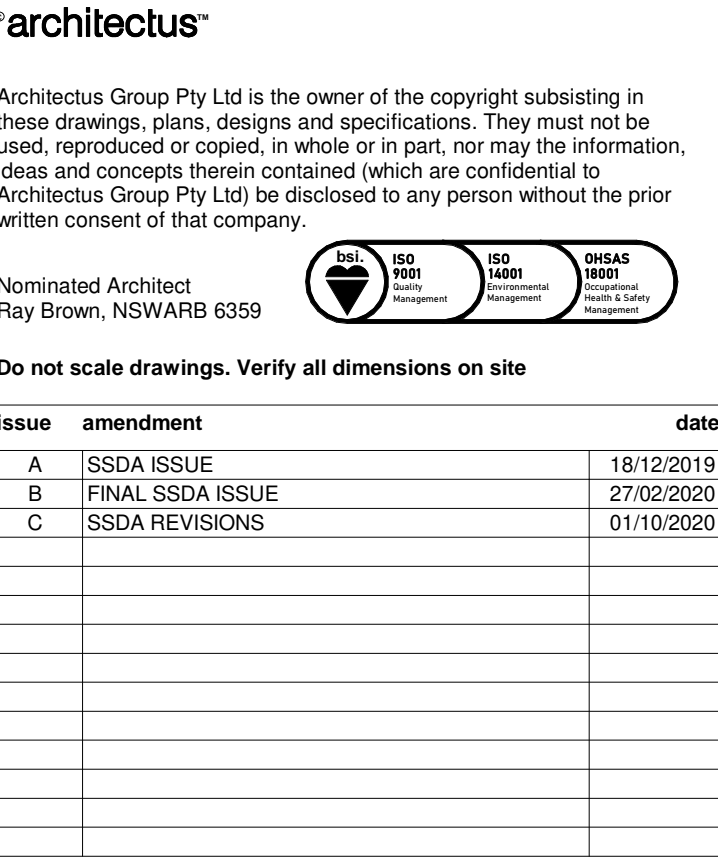 ©architectus™
Architectus Group Pty Ltd is the owner of the copyright subsisting in
these drawings, plans, designs and specifications. They must not be
used, reproduced or copied, in whole or in part, nor may the information,
ideas and concepts therein contained (which are confidential to
Architectus Group Pty Ltd) be disclosed to any person without the prior
written consent of that company.
Nominated Architect
Ray Brown, NSWARB 6359
bsi.
ISO
9001
Quality
Management
ISO
14001
Environmental
Management
OHSAS
18001
Occupational
Health & Safety
Management
Do not scale drawings. Verify all dimensions on site
issue amendment date
A SSDA ISSUE 18/12/2019
B FINAL SSDA ISSUE 27/02/2020
C SSDA REVISIONS 01/10/2020